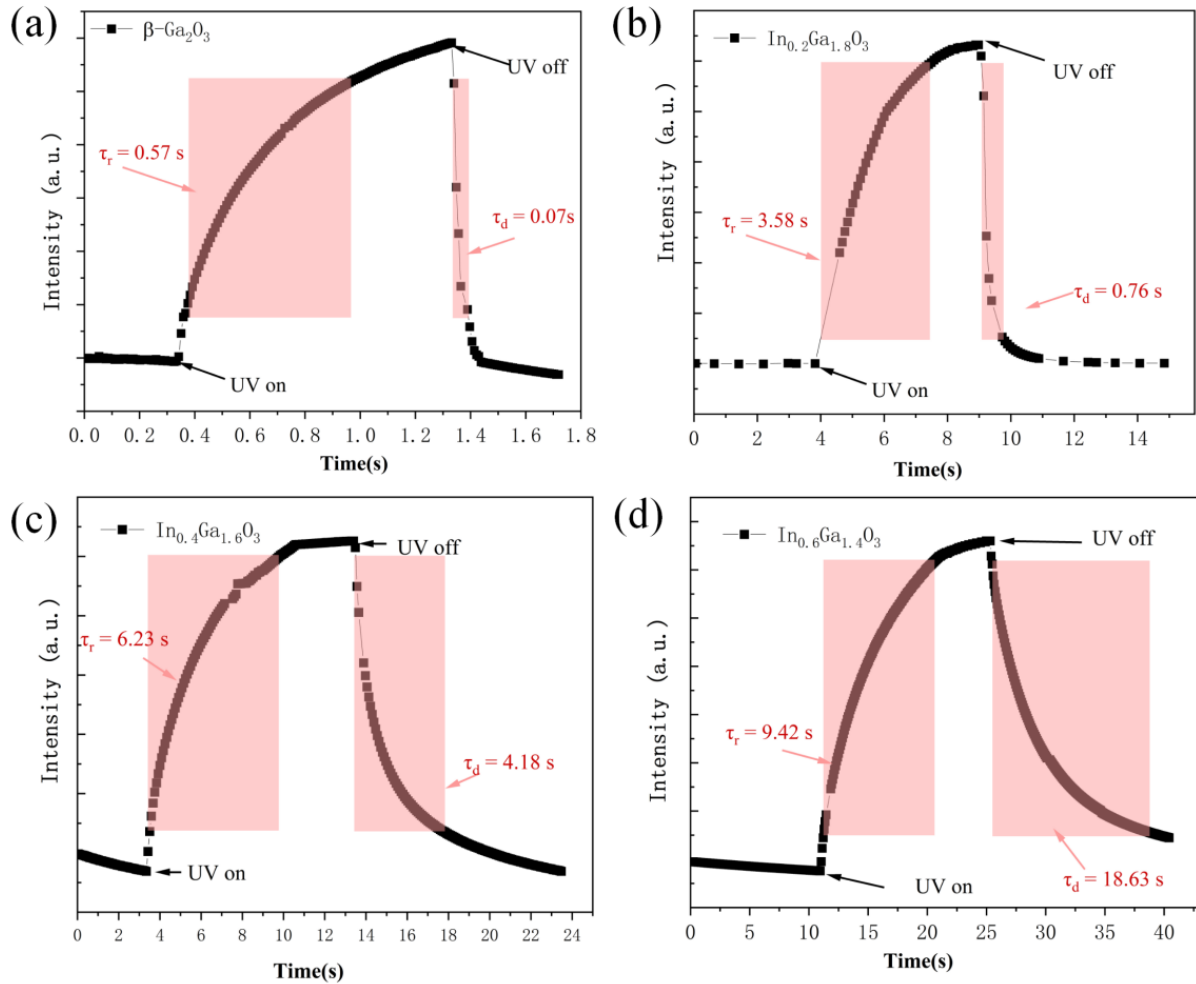 (a)
β-Ga₂O₃
UV off
τᵣ = 0.57 s
τ_d = 0.07s
UV on
Intensity (a.u.)
0.0 0.2 0.4 0.6 0.8 1.0 1.2 1.4 1.6 1.8
Time(s)
(b)
In₀.₂Ga₁.₈O₃
UV off
τᵣ = 3.58 s
τ_d = 0.76 s
UV on
Intensity (a.u.)
0 2 4 6 8 10 12 14
Time(s)
(c)
In₀.₄Ga₁.₆O₃
UV off
τᵣ = 6.23 s
τ_d = 4.18 s
UV on
Intensity (a.u.)
0 2 4 6 8 10 12 14 16 18 20 22 24
Time(s)
(d)
In₀.₆Ga₁.₄O₃
UV off
τᵣ = 9.42 s
τ_d = 18.63 s
UV on
Intensity (a.u.)
0 5 10 15 20 25 30 35 40
Time(s)